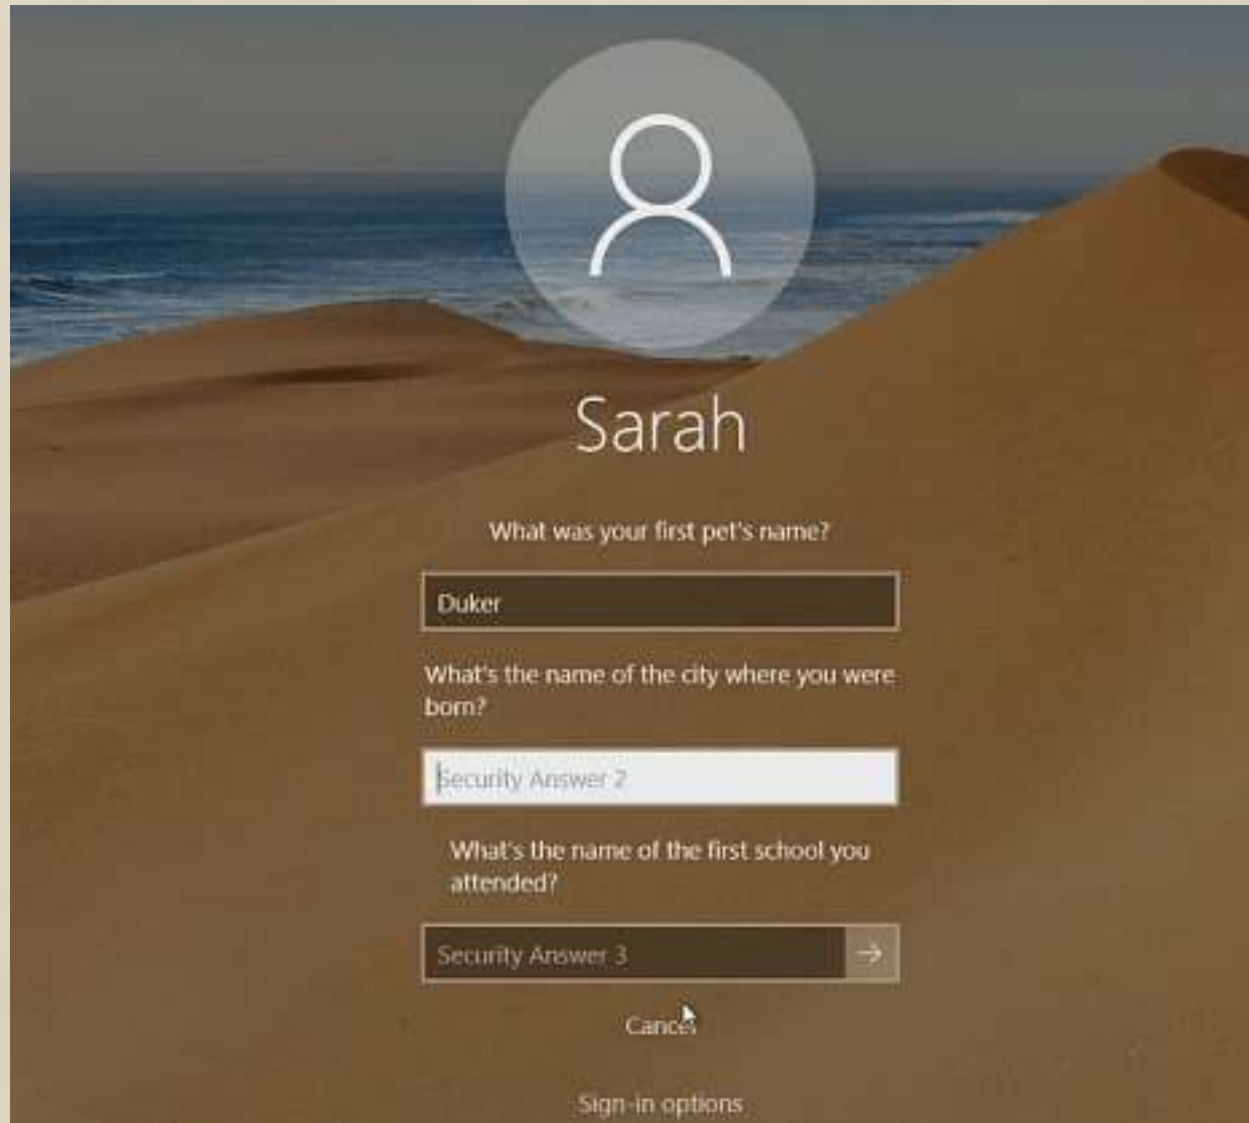 Sarah
What was your first pet's name?
Duker
What's the name of the city where you were
born?
Security Answer 2
What's the name of the first school you
attended?
Security Answer 3
Cancel
Sign-in options